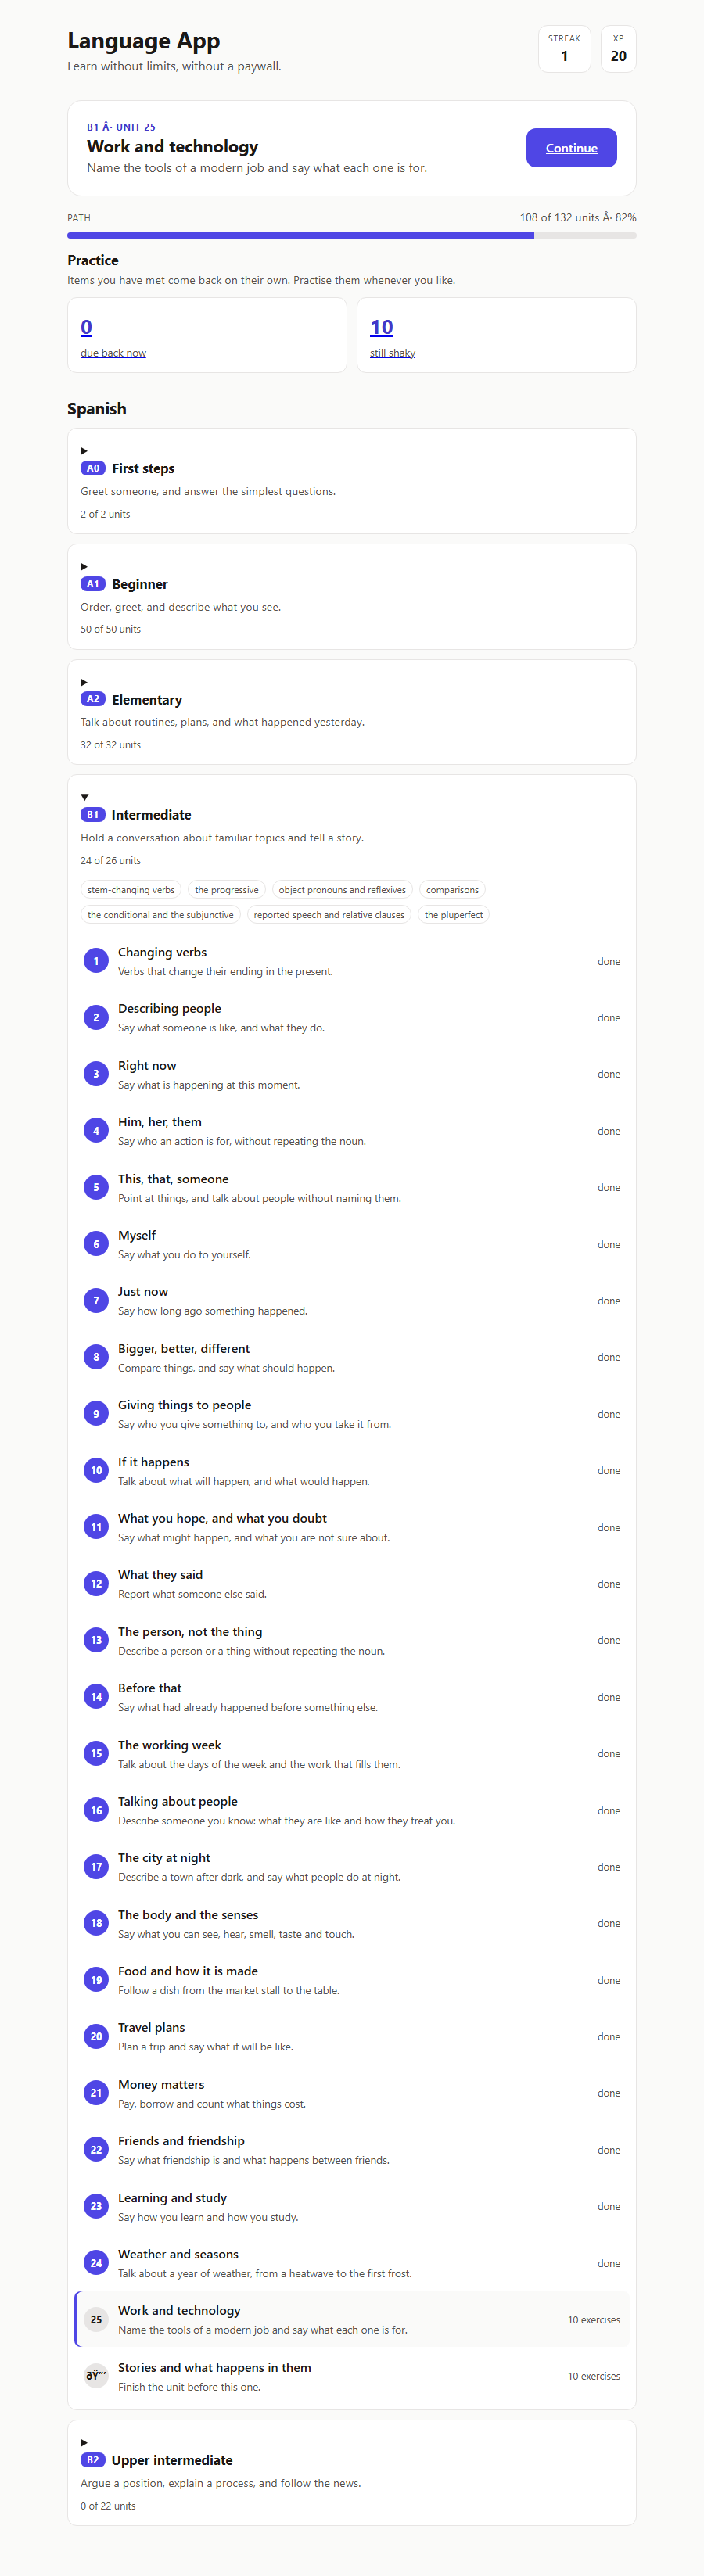 Language App
Learn without limits, without a paywall.
STREAK
1
XP
20
B1 Â· UNIT 25
Work and technology
Name the tools of a modern job and say what each one is for.
Continue
PATH
108 of 132 units Â· 82%
Practice
Items you have met come back on their own. Practise them whenever you like.
0
due back now
10
still shaky
Spanish
A0 First steps
Greet someone, and answer the simplest questions.
2 of 2 units
A1 Beginner
Order, greet, and describe what you see.
50 of 50 units
A2 Elementary
Talk about routines, plans, and what happened yesterday.
32 of 32 units
B1 Intermediate
Hold a conversation about familiar topics and tell a story.
24 of 26 units
stem-changing verbs the progressive object pronouns and reflexives comparisons
the conditional and the subjunctive reported speech and relative clauses the pluperfect
1 Changing verbs
Verbs that change their ending in the present.
done
2 Describing people
Say what someone is like, and what they do.
done
3 Right now
Say what is happening at this moment.
done
4 Him, her, them
Say who an action is for, without repeating the noun.
done
5 This, that, someone
Point at things, and talk about people without naming them.
done
6 Myself
Say what you do to yourself.
done
7 Just now
Say how long ago something happened.
done
8 Bigger, better, different
Compare things, and say what should happen.
done
9 Giving things to people
Say who you give something to, and who you take it from.
done
10 If it happens
Talk about what will happen, and what would happen.
done
11 What you hope, and what you doubt
Say what might happen, and what you are not sure about.
done
12 What they said
Report what someone else said.
done
13 The person, not the thing
Describe a person or a thing without repeating the noun.
done
14 Before that
Say what had already happened before something else.
done
15 The working week
Talk about the days of the week and the work that fills them.
done
16 Talking about people
Describe someone you know: what they are like and how they treat you.
done
17 The city at night
Describe a town after dark, and say what people do at night.
done
18 The body and the senses
Say what you can see, hear, smell, taste and touch.
done
19 Food and how it is made
Follow a dish from the market stall to the table.
done
20 Travel plans
Plan a trip and say what it will be like.
done
21 Money matters
Pay, borrow and count what things cost.
done
22 Friends and friendship
Say what friendship is and what happens between friends.
done
23 Learning and study
Say how you learn and how you study.
done
24 Weather and seasons
Talk about a year of weather, from a heatwave to the first frost.
done
25 Work and technology
Name the tools of a modern job and say what each one is for.
10 exercises
ðŸ”’ Stories and what happens in them
Finish the unit before this one.
10 exercises
B2 Upper intermediate
Argue a position, explain a process, and follow the news.
0 of 22 units